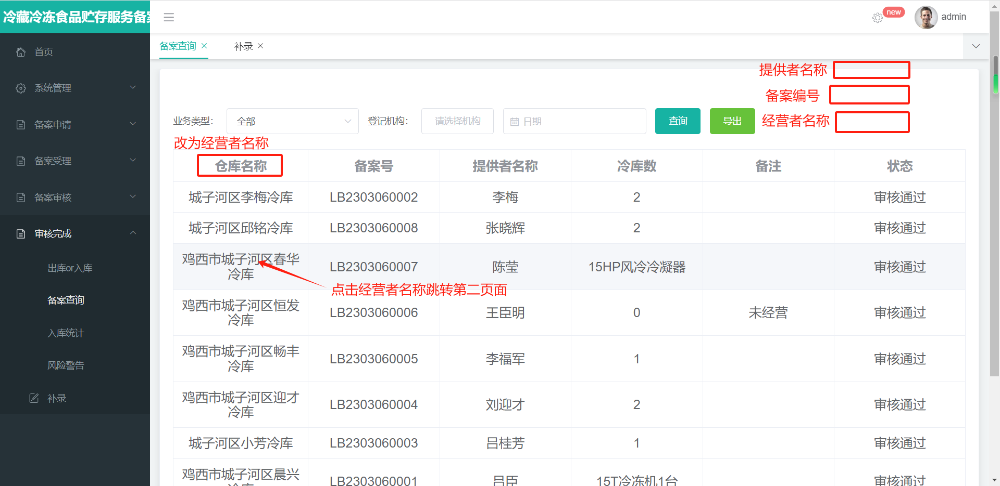 冷藏冷冻食品贮存服务备案
new
admin
首页
系统管理
备案申请
备案受理
备案审核
审核完成
出库or入库
备案查询
入库统计
风险警告
补录
备案查询 × 补录 ×
提供者名称
备案编号
经营者名称
业务类型： 全部 登记机构： 请选择机构 日期 查询 导出
改为经营者名称
仓库名称 备案号 提供者名称 冷库数 备注 状态
城子河区李梅冷库 LB2303060002 李梅 2 审核通过
城子河区邱铭冷库 LB2303060008 张晓辉 2 审核通过
鸡西市城子河区春华
冷库 LB2303060007 陈莹 15HP风冷冷凝器 审核通过
点击经营者名称跳转第二页面
鸡西市城子河区恒发
冷库 LB2303060006 王臣明 0 未经营 审核通过
鸡西市城子河区畅丰
冷库 LB2303060005 李福军 1 审核通过
鸡西市城子河区迎才
冷库 LB2303060004 刘迎才 2 审核通过
城子河区小芳冷库 LB2303060003 吕桂芳 1 审核通过
鸡西市城子河区晨兴
冷库 LB2303060001 吕臣 15T冷冻机1台 审核通过